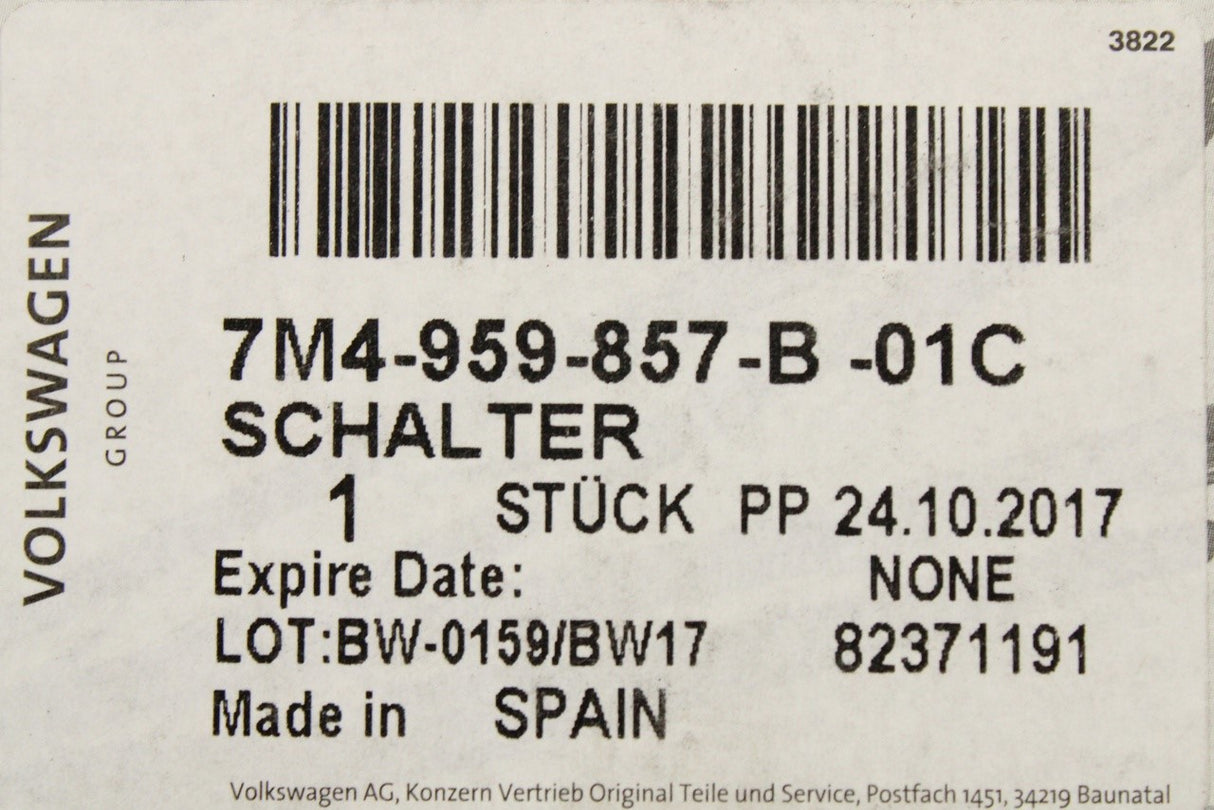 3822
VOLKSWAGEN
GROUP
7M4-959-857-B -01C
SCHALTER
1 STÜCK PP 24.10.2017
Expire Date: NONE
LOT:BW-0159/BW17 82371191
Made in SPAIN
Volkswagen AG, Konzern Vertrieb Original Teile und Service, Postfach 1451, 34219 Baunatal